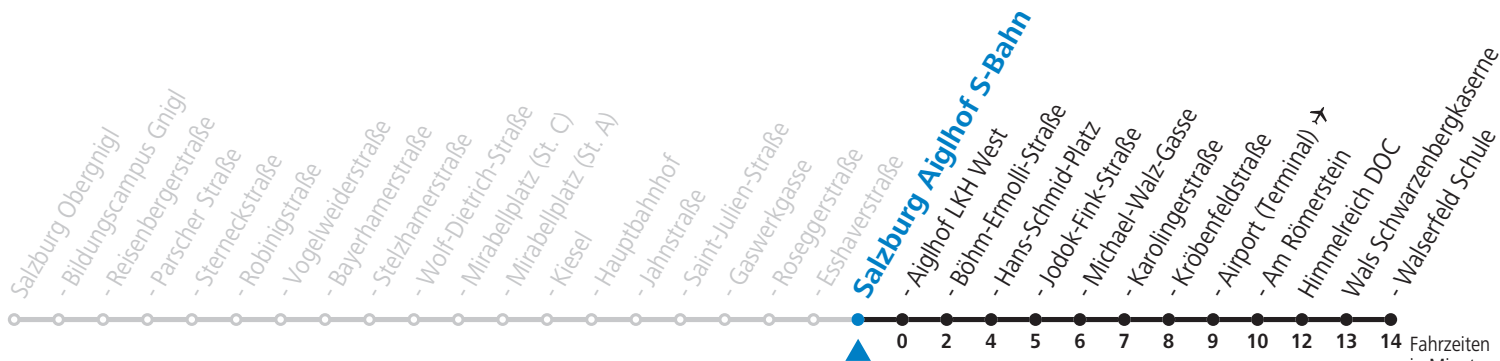 Salzburg Obergnigl
- Bildungscampus Gnigl
- Reisenbergerstraße
- Parscher Straße
- Sterneckstraße
- Robinigstraße
- Vogelweiderstraße
- Bayerhamerstraße
- Stelzhamerstraße
- Wolf-Dietrich-Straße
- Mirabellplatz (St. C)
- Mirabellplatz (St. A)
- Kiesel
- Hauptbahnhof
- Jahnstraße
- Saint-Julien-Straße
- Gaswerkgasse
- Roseggerstraße
- Esshaverstraße
Salzburg Aiglhof S-Bahn
- Aiglhof LKH West
- Böhm-Ermolli-Straße
- Hans-Schmid-Platz
- Jodok-Fink-Straße
- Michael-Walz-Gasse
- Karolingerstraße
- Kröbenfeldstraße
- Airport (Terminal)
- Am Römerstein
Himmelreich DOC
Wals Schwarzenbergkaserne
- Walserfeld Schule
0 2 4 5 6 7 8 9 10 12 13 14 Fahrzeiten